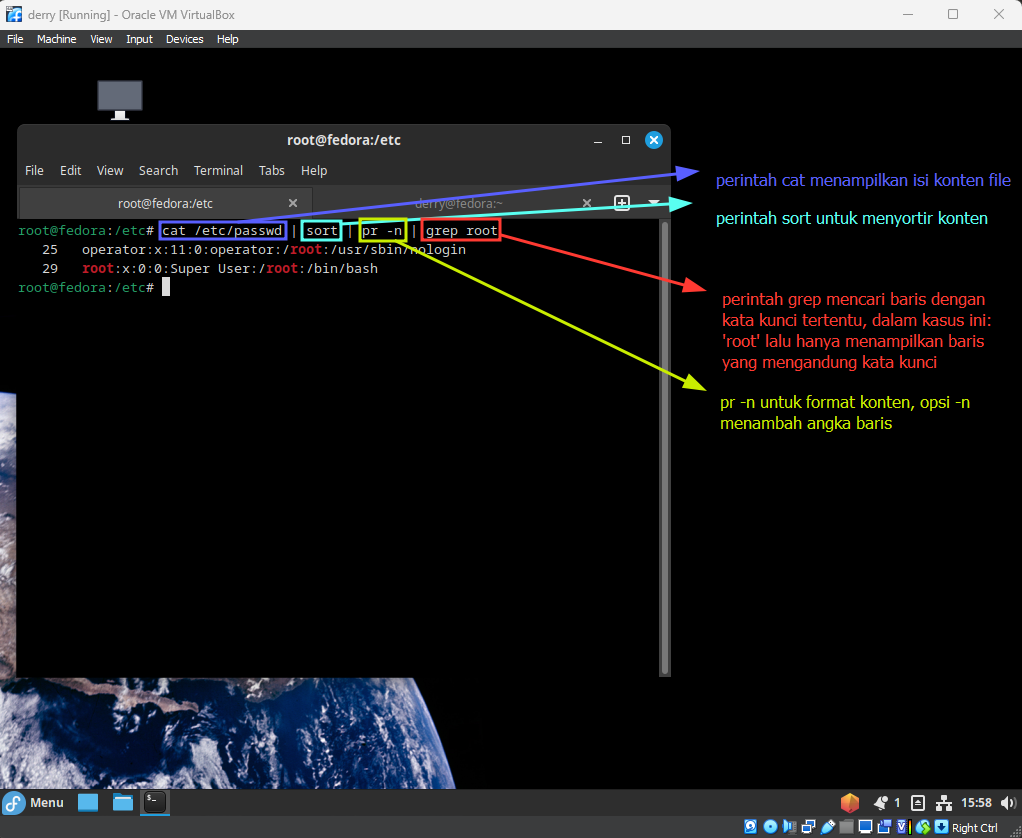 derry [Running] - Oracle VM VirtualBox
File Machine View Input Devices Help
root@fedora:/etc
File Edit View Search Terminal Tabs Help
root@fedora:/etc
derry@fedora:~
root@fedora:/etc# cat /etc/passwd | sort | pr -n | grep root
25 operator:x:11:0:operator:/root:/usr/sbin/nologin
29 root:x:0:0:Super User:/root:/bin/bash
root@fedora:/etc#
perintah cat menampilkan isi konten file
perintah sort untuk menyortir konten
perintah grep mencari baris dengan
kata kunci tertentu, dalam kasus ini:
'root' lalu hanya menampilkan baris
yang mengandung kata kunci
pr -n untuk format konten, opsi -n
menambah angka baris
Menu
1
15:58
Right Ctrl